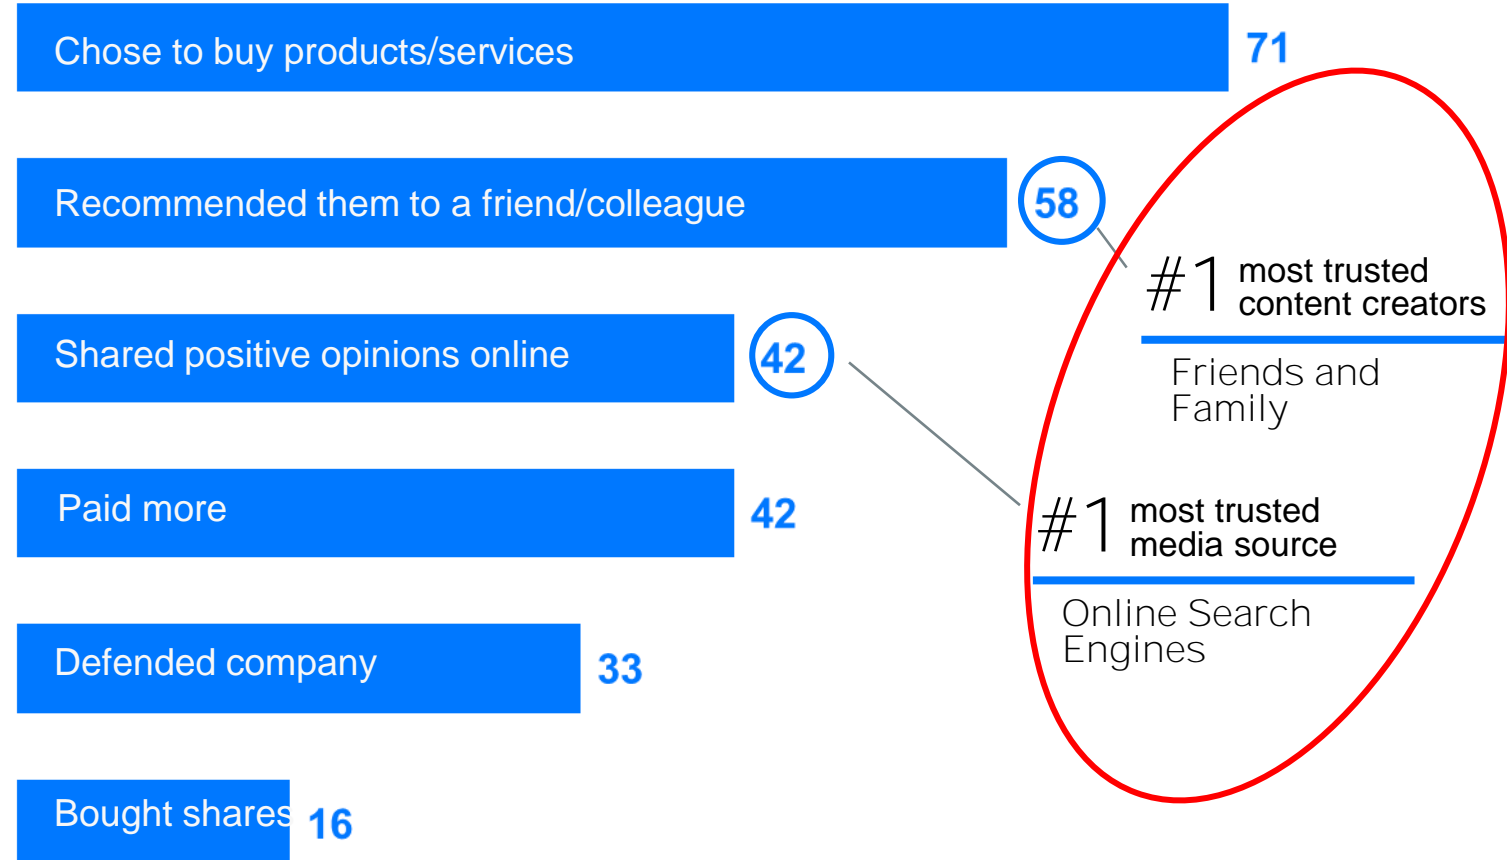 Chose to buy products/services
71
Recommended them to a friend/colleague
58
#1 most trusted
content creators
Friends and
Family
Shared positive opinions online
42
Paid more
42
#1 most trusted
media source
Online Search
Engines
Defended company
33
Bought shares
16